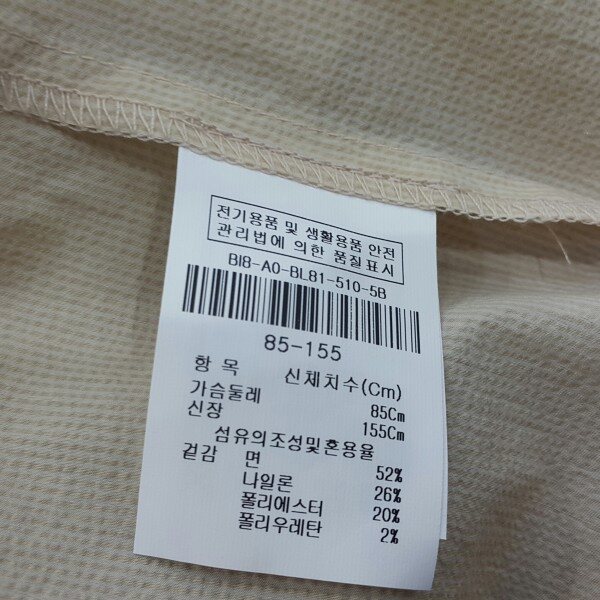 전기용품 및 생활용품 안전
관리법에 의한 품질표시
BI8-A0-BL81-510-5B
85-155
항 목 신체치수(Cm)
가슴둘레 85Cm
신장 155Cm
섬유의조성및혼용율
겉감 면 52%
나일론 26%
폴리에스터 20%
폴리우레탄 2%